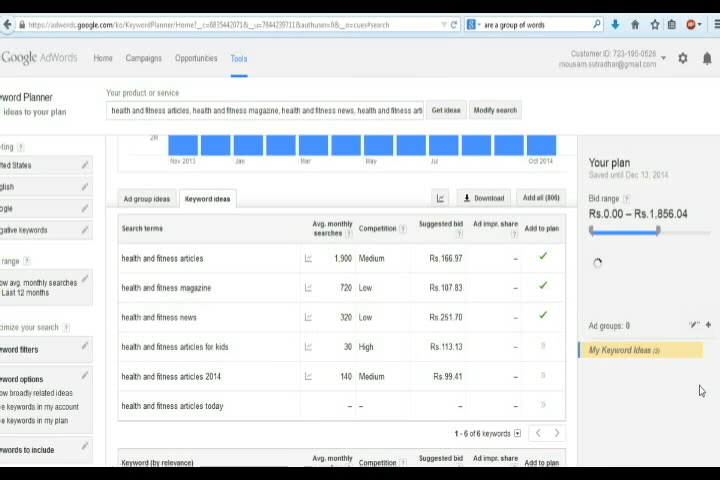 https://adwords.google.com/ko/KeywordPlanner/Home?__c=6835442071&__u=7844239711&authuser=0&__o=cues#search
are a group of words
Google AdWords Home Campaigns Opportunities Tools
Customer ID: 723-195-0526
mousam.sutradhar@gmail.com
word Planner
ideas to your plan
Your product or service
health and fitness articles, health and fitness magazine, health and fitness news, health and fitness arti
Get ideas Modify search
ting ?
ted States
glish
ogle
gative keywords
range ?
ow avg. monthly searches
Last 12 months
omize your search ?
word filters
word options
ow broadly related ideas
e keywords in my account
e keywords in my plan
words to include
2B
Nov 2013 Jan Mar May Jul Oct 2014
Ad group ideas Keyword ideas
Download Add all (806)
Search terms Avg. monthly searches ? Competition ? Suggested bid ? Ad impr. share ? Add to plan
health and fitness articles 1,900 Medium Rs.166.97 –
health and fitness magazine 720 Low Rs.107.83 –
health and fitness news 320 Low Rs.251.70 –
health and fitness articles for kids 30 High Rs.113.13 – »
health and fitness articles 2014 140 Medium Rs.99.41 – »
health and fitness articles today – – – – »
1 - 6 of 6 keywords
Keyword (by relevance) Avg. monthly searches ? Competition ? Suggested bid ? Ad impr. share ? Add to plan
Your plan
Saved until Dec 13, 2014
Bid range ?
Rs.0.00 – Rs.1,856.04
Ad groups: 0
My Keyword Ideas (3)